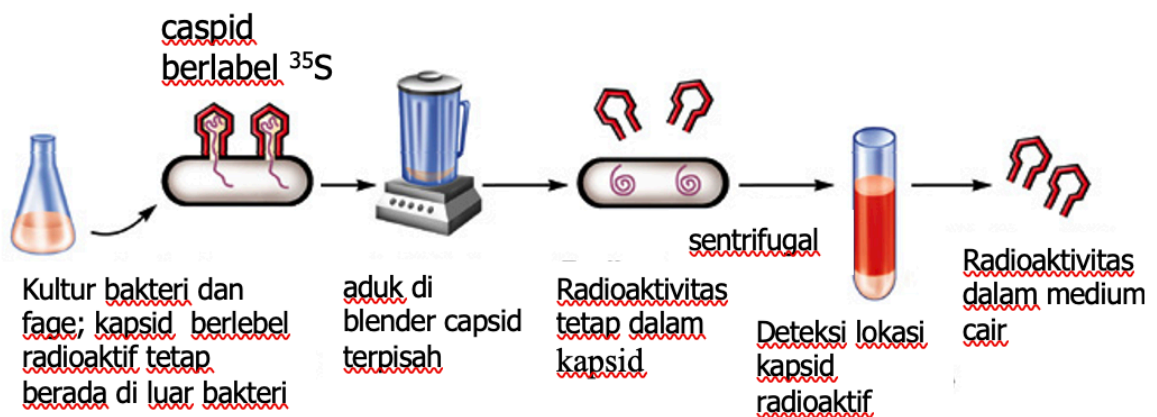 caspid
berlabel ³⁵S
Kultur bakteri dan
fage; kapsid berlebel
radioaktif tetap
berada di luar bakteri
aduk di
blender capsid
terpisah
Radioaktivitas
tetap dalam
kapsid
sentrifugal
Deteksi lokasi
kapsid
radioaktif
Radioaktivitas
dalam medium
cair